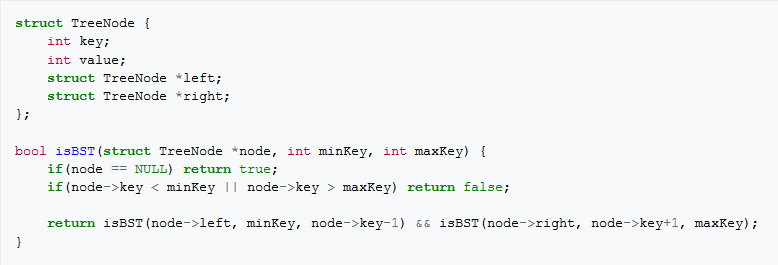 struct TreeNode {
    int key;
    int value;
    struct TreeNode *left;
    struct TreeNode *right;
};

bool isBST(struct TreeNode *node, int minKey, int maxKey) {
    if(node == NULL) return true;
    if(node->key < minKey || node->key > maxKey) return false;

    return isBST(node->left, minKey, node->key-1) && isBST(node->right, node->key+1, maxKey);
}